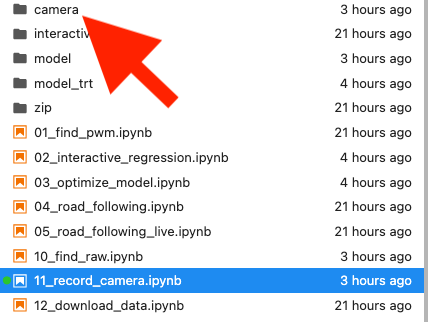 camera 3 hours ago
interactiv 21 hours ago
model 3 hours ago
model_trt 4 hours ago
zip 21 hours ago
01_find_pwm.ipynb 21 hours ago
02_interactive_regression.ipynb 4 hours ago
03_optimize_model.ipynb 4 hours ago
04_road_following.ipynb 21 hours ago
05_road_following_live.ipynb 21 hours ago
10_find_raw.ipynb 3 hours ago
11_record_camera.ipynb 3 hours ago
12_download_data.ipynb 21 hours ago